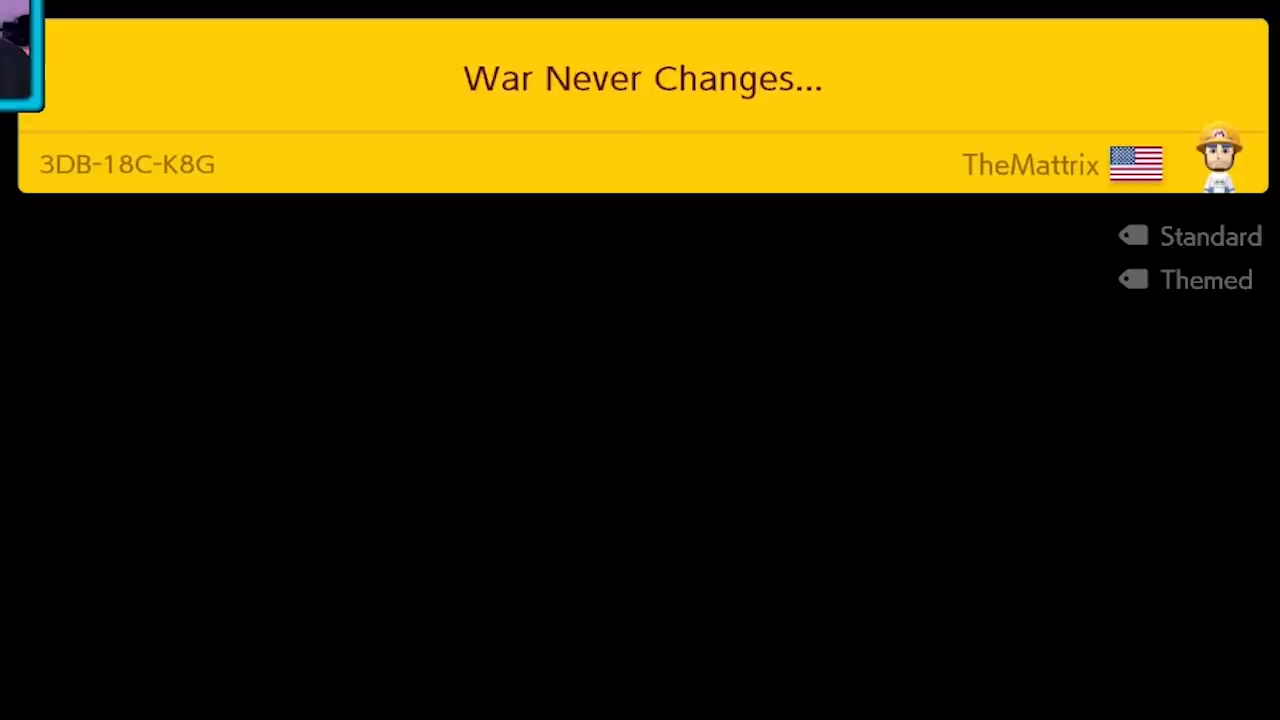 War Never Changes...
3DB-18C-K8G
TheMattrix
Standard
Themed